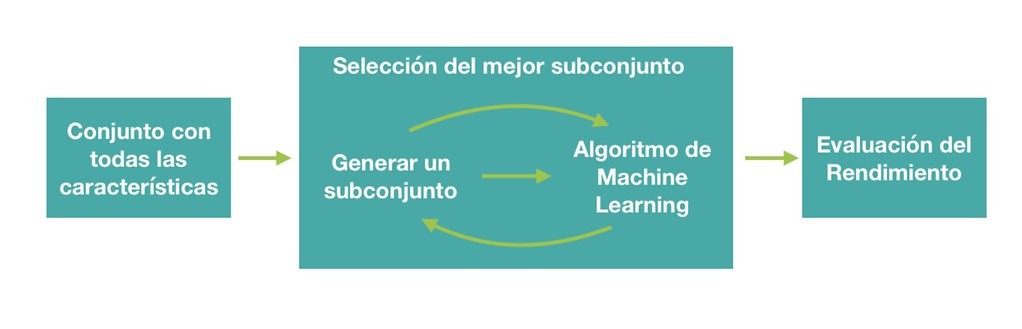 Conjunto con
todas las
características
Selección del mejor subconjunto
Generar un
subconjunto
Algoritmo de
Machine
Learning
Evaluación del
Rendimiento